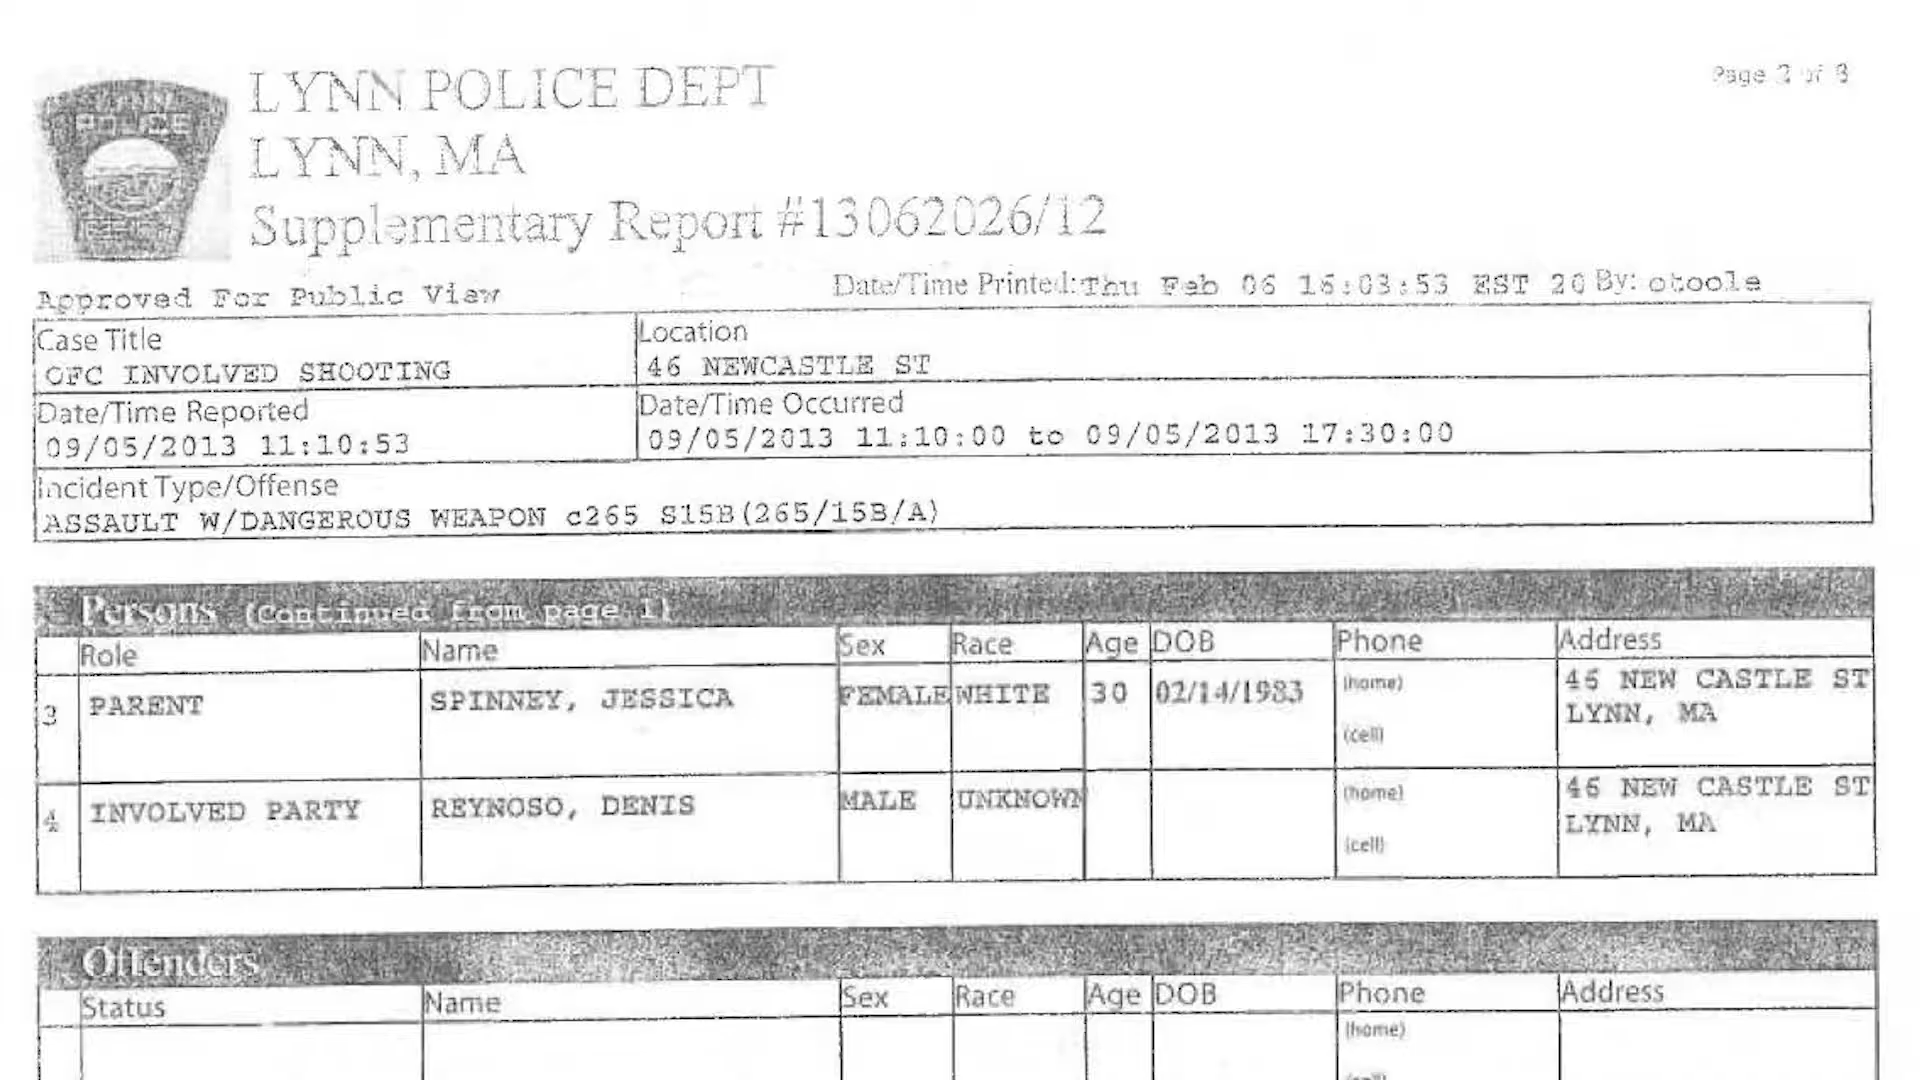 LYNN POLICE DEPT
Page 2 of 3
LYNN, MA
POLICE
Supplementary Report #13062026/12
Approved For Public View
Date/Time Printed:Thu Feb 06 16:03:53 EST 20 By: otoole
Case Title
Location
OFC INVOLVED SHOOTING
46 NEWCASTLE ST
Date/Time Reported
Date/Time Occurred
09/05/2013 11:10:53
09/05/2013 11:10:00 to 09/05/2013 17:30:00
Incident Type/Offense
ASSAULT W/DANGEROUS WEAPON c265 S15B(265/15B/A)
Persons (Continued from page 1)
Role Name Sex Race Age DOB Phone Address
3 PARENT SPINNEY, JESSICA FEMALE WHITE 30 02/14/1983 (home) 46 NEW CASTLE ST
LYNN, MA
(cell)
4 INVOLVED PARTY REYNOSO, DENIS MALE UNKNOWN (home) 46 NEW CASTLE ST
LYNN, MA
(cell)
Offenders
Status Name Sex Race Age DOB Phone Address
(home)
(cell)